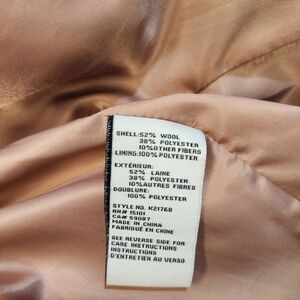 SHELL:52% WOOL
38% POLYESTER
10%OTHER FIBERS
LINING:100% POLYESTER
EXTÉRIEUR:
52% LAINE
38% POLYESTER
10%AUTRES FIBRES
DOUBLURE:
100% POLYESTER
STYLE NO. K2176B
RN# 15101
CA# 59087
MADE IN CHINA
FABRIQUÉ EN CHINE
SEE REVERSE SIDE FOR
CARE INSTRUCTIONS
INSTRUCTIONS
D'ENTRETIEN AU VERSO